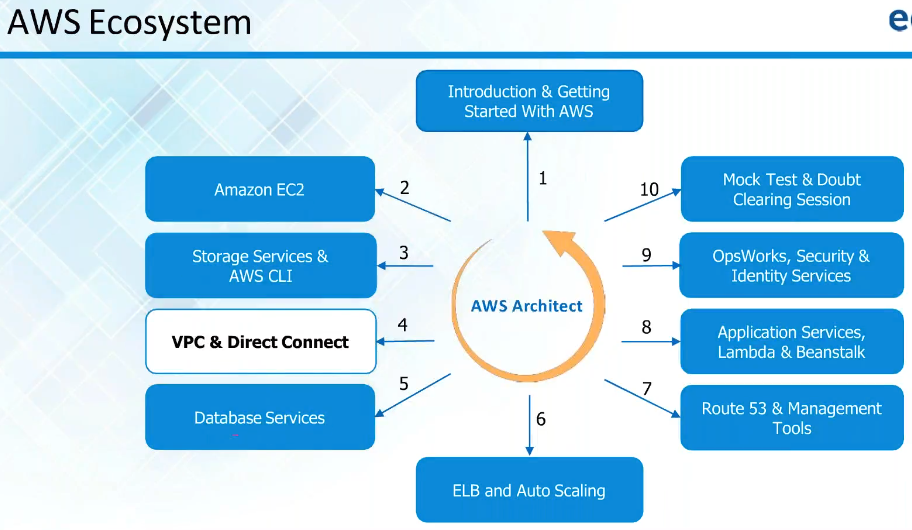 AWS Ecosystem
Introduction & Getting
Started With AWS
1
2
Amazon EC2
10
Mock Test & Doubt
Clearing Session
3
Storage Services &
AWS CLI
9
OpsWorks, Security &
Identity Services
AWS Architect
4
VPC & Direct Connect
8
Application Services,
Lambda & Beanstalk
5
Database Services
7
Route 53 & Management
Tools
6
ELB and Auto Scaling